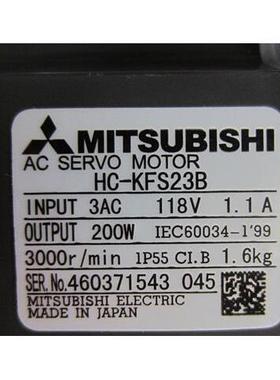 MITSUBISHI
AC SERVO MOTOR
HC-KFS23B
INPUT 3AC 118V 1.1A
OUTPUT 200W IEC60034-1'99
3000r/min IP55 CI.B 1.6kg
SER.No.460371543 045
MITSUBISHI ELECTRIC
MADE IN JAPAN